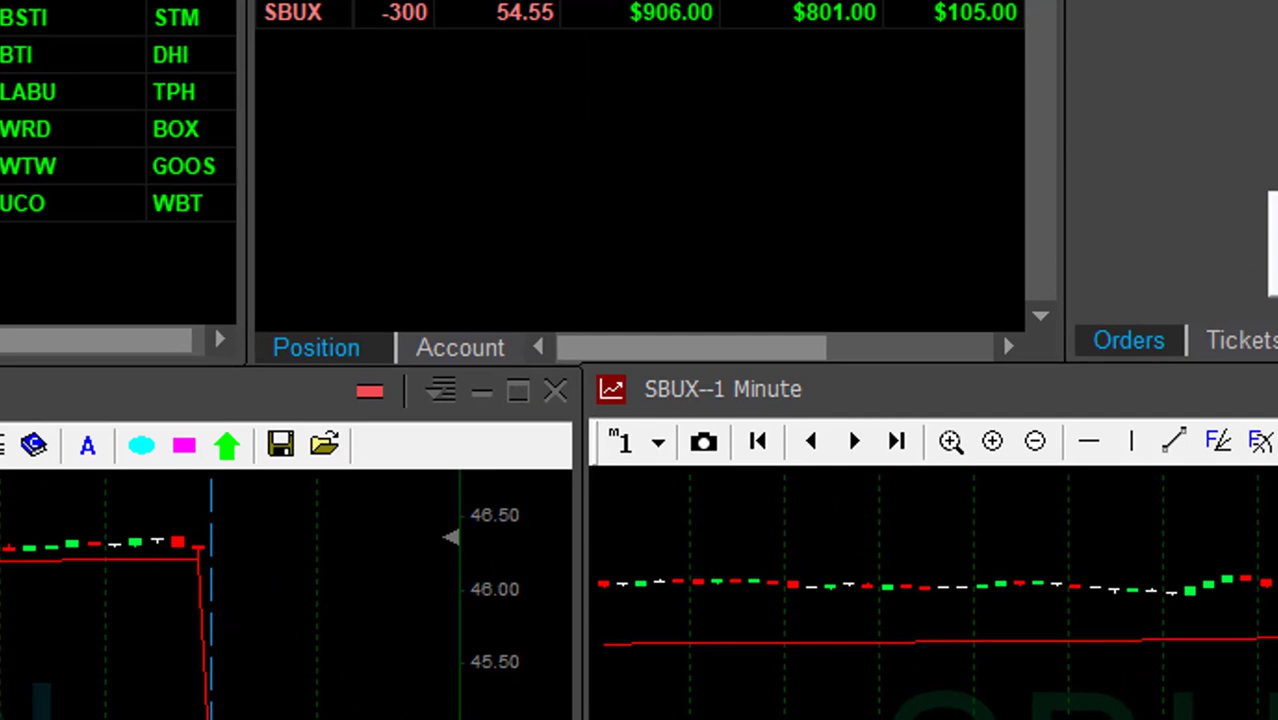 BSTI STM
BTI DHI
LABU TPH
WRD BOX
WTW GOOS
UCO WBT
SBUX -300 54.55 $906.00 $801.00 $105.00
Position Account
Orders Tickets
A
46.50
46.00
45.50
SBUX--1 Minute
m1